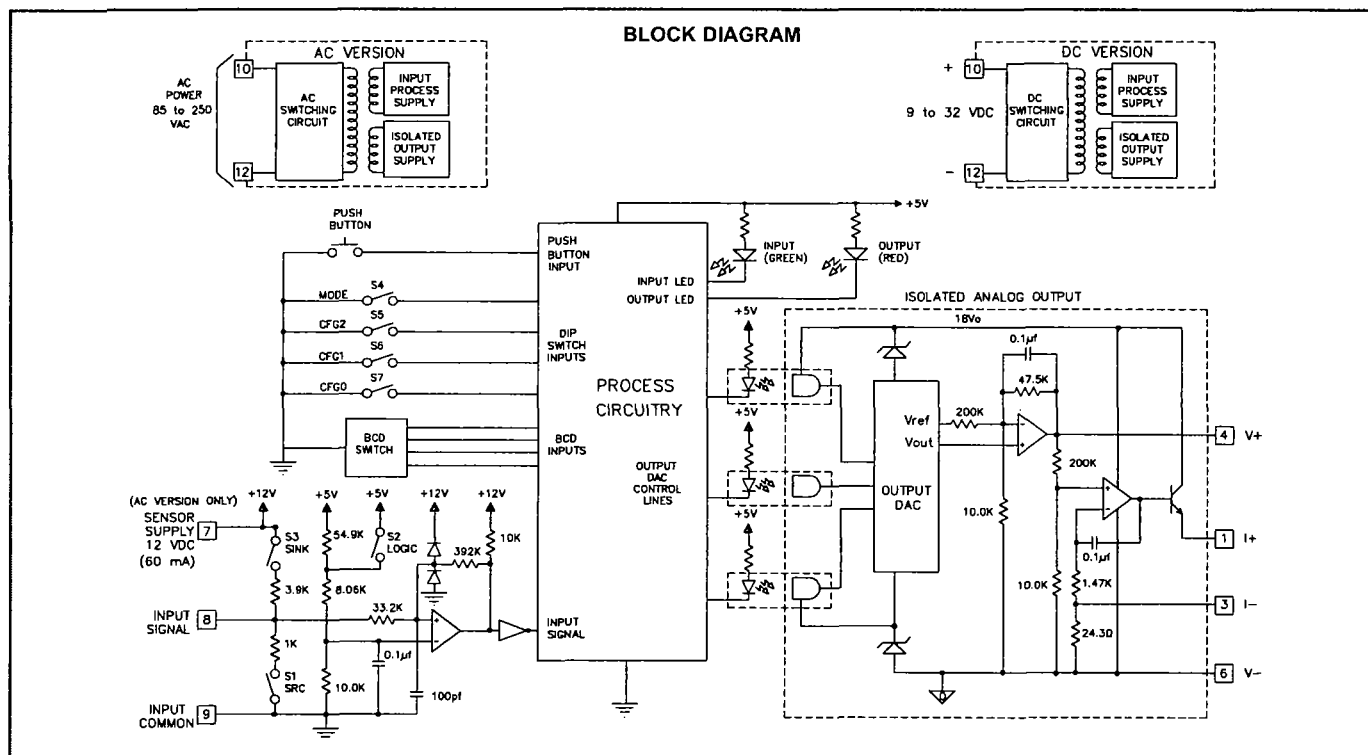 BLOCK DIAGRAM
AC VERSION
10
AC
POWER
85 to 250
VAC
12
AC
SWITCHING
CIRCUIT
INPUT
PROCESS
SUPPLY
ISOLATED
OUTPUT
SUPPLY
DC VERSION
+ 10
9 to 32 VDC
- 12
DC
SWITCHING
CIRCUIT
INPUT
PROCESS
SUPPLY
ISOLATED
OUTPUT
SUPPLY
PUSH
BUTTON
MODE
S4
CFG2
S5
CFG1
S6
CFG0
S7
BCD
SWITCH
PUSH
BUTTON
INPUT
DIP
SWITCH
INPUTS
BCD
INPUTS
PROCESS
CIRCUITRY
INPUT LED
OUTPUT LED
OUTPUT
DAC
CONTROL
LINES
INPUT
SIGNAL
+5V
INPUT
(GREEN)
OUTPUT
(RED)
(AC VERSION ONLY)
+12V
SENSOR
SUPPLY
12 VDC
(60 mA)
7
S3
SINK
3.9K
INPUT
SIGNAL
8
1K
S1
SRC
INPUT
COMMON
9
+5V
54.9K
8.06K
10.0K
+5V
S2
LOGIC
33.2K
0.1µf
+12V
392K
100pf
+12V
10K
+5V
+5V
+5V
ISOLATED ANALOG OUTPUT
18Vo
OUTPUT
DAC
Vref
Vout
200K
0.1µf
47.5K
10.0K
200K
10.0K
0.1µf
1.47K
24.3Ω
4 V+
1 I+
3 I-
6 V-